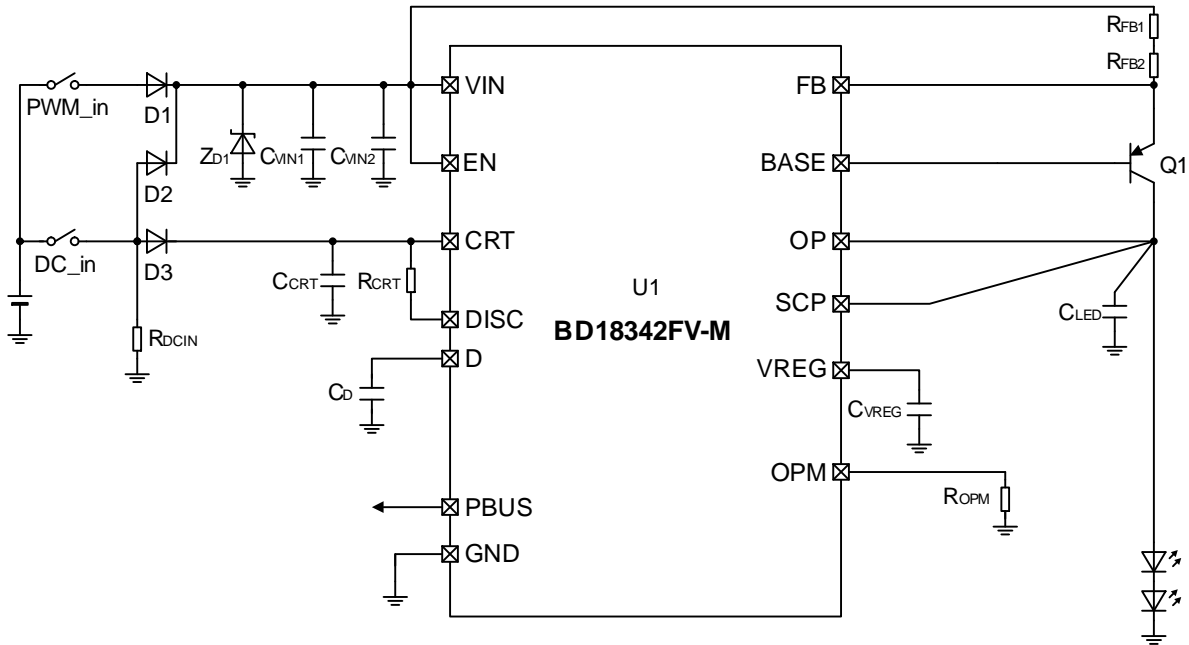 RFB1
RFB2
VIN
FB
PWM_in
D1
D2
ZD1
CVIN1
CVIN2
EN
BASE
Q1
CRT
OP
DC_in
D3
CCRT
RCRT
U1
SCP
CLED
RDCIN
DISC
BD18342FV-M
D
VREG
CD
CVREG
OPM
ROPM
PBUS
GND